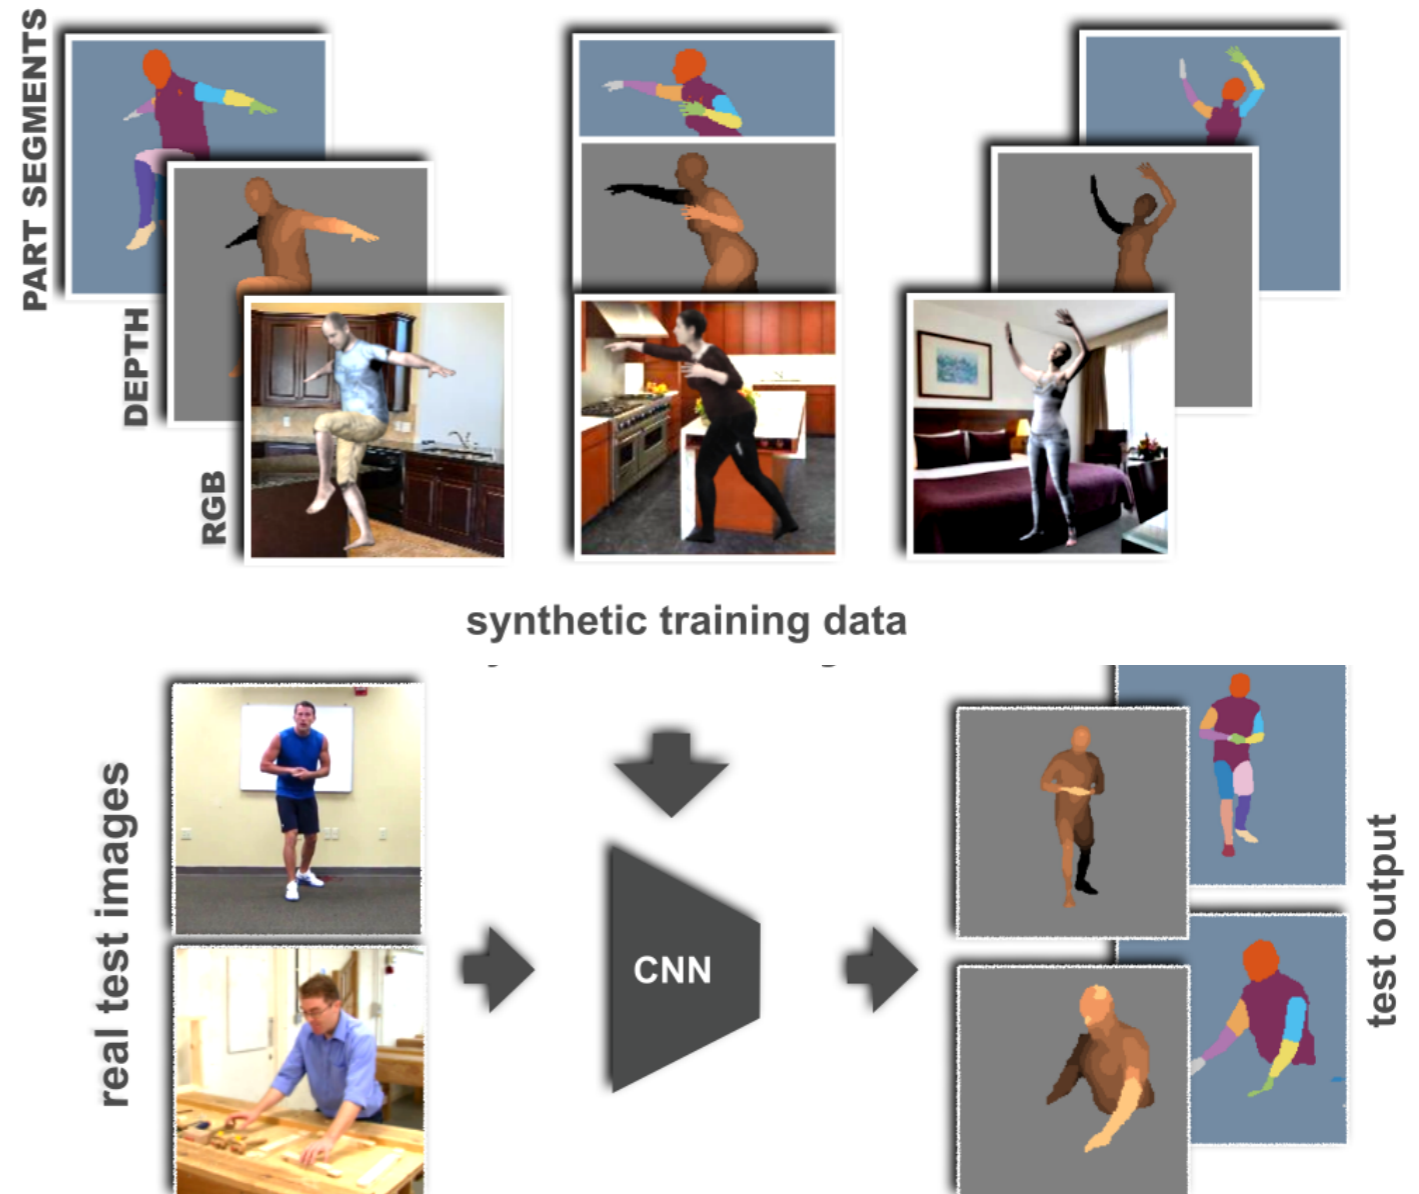 PART SEGMENTS
DEPTH
RGB
synthetic training data
real test images
CNN
test output